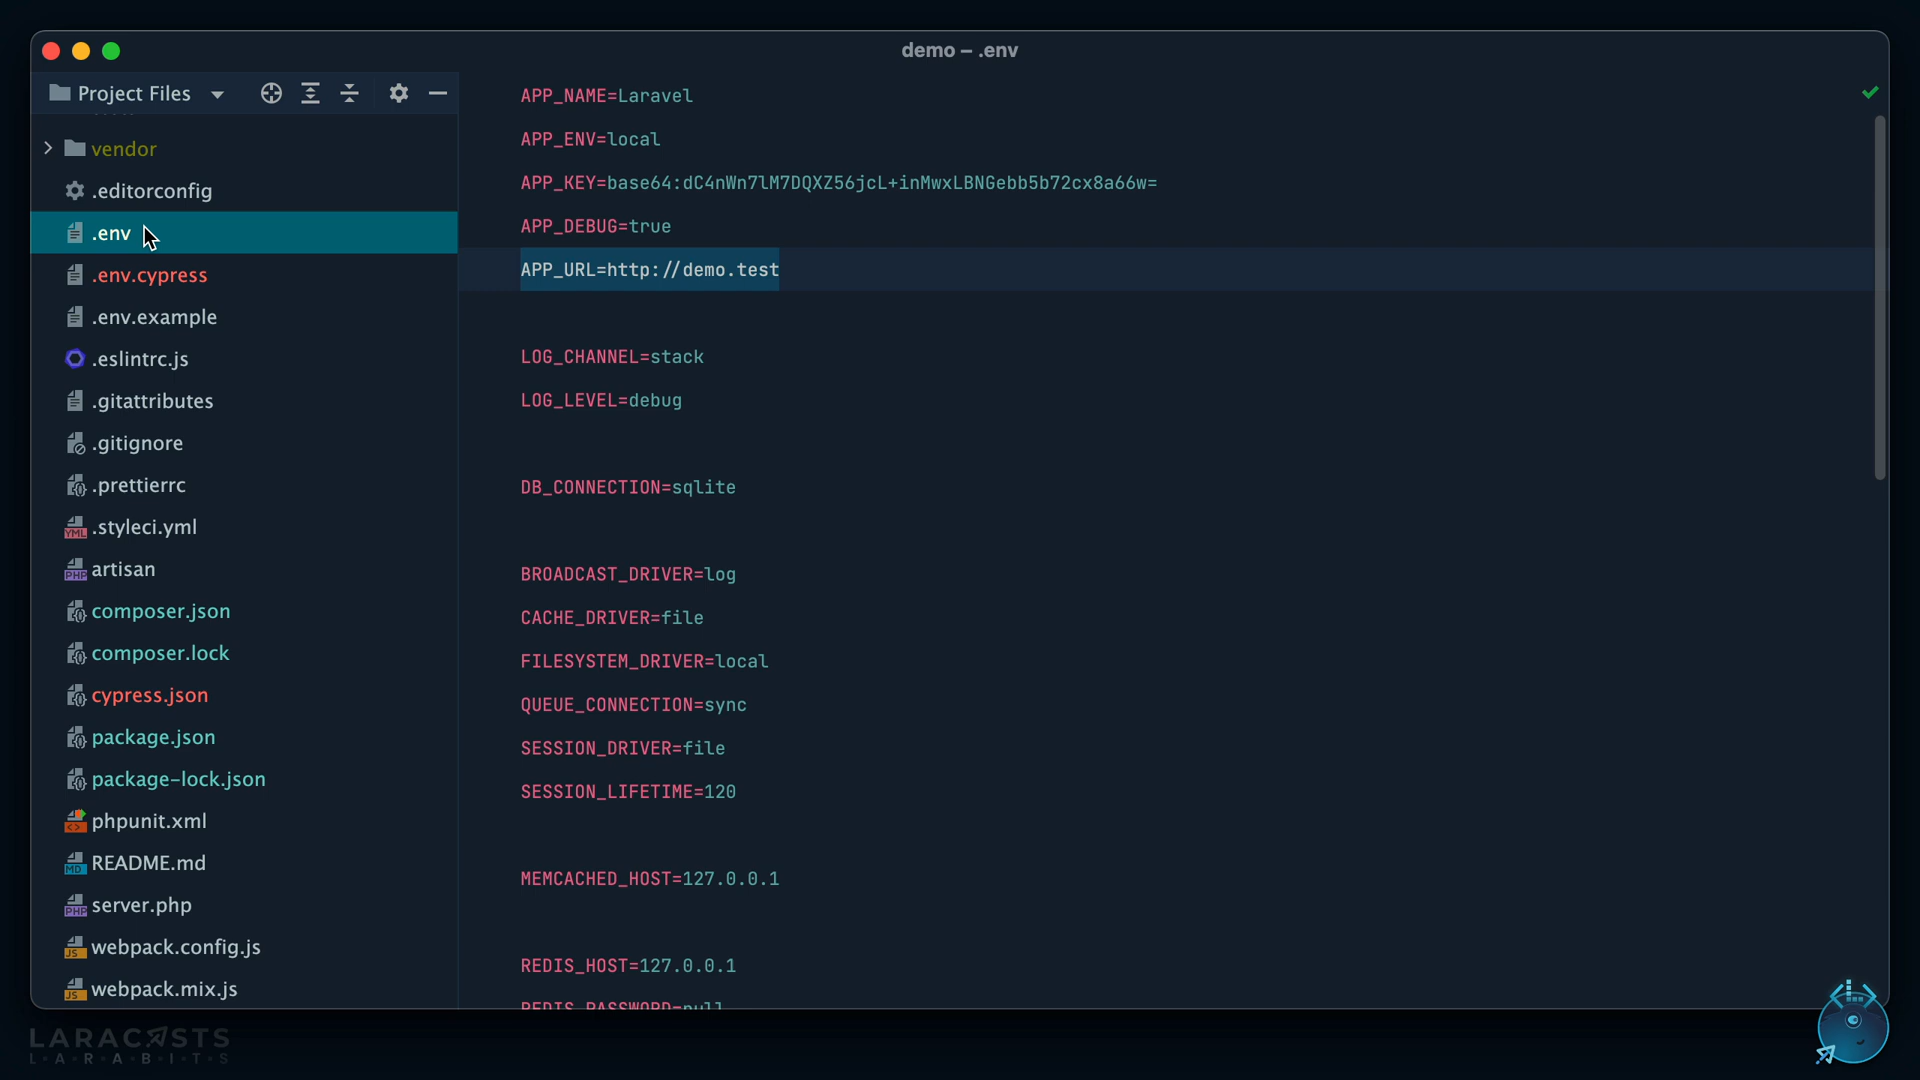 demo – .env
Project Files
vendor
.editorconfig
.env
.env.cypress
.env.example
.eslintrc.js
.gitattributes
.gitignore
.prettierrc
.styleci.yml
artisan
composer.json
composer.lock
cypress.json
package.json
package-lock.json
phpunit.xml
README.md
server.php
webpack.config.js
webpack.mix.js
APP_NAME=Laravel
APP_ENV=local
APP_KEY=base64:dC4nWn7lM7DQXZ56jcL+inMwxLBNGebb5b72cx8a66w=
APP_DEBUG=true
APP_URL=http://demo.test
LOG_CHANNEL=stack
LOG_LEVEL=debug
DB_CONNECTION=sqlite
BROADCAST_DRIVER=log
CACHE_DRIVER=file
FILESYSTEM_DRIVER=local
QUEUE_CONNECTION=sync
SESSION_DRIVER=file
SESSION_LIFETIME=120
MEMCACHED_HOST=127.0.0.1
REDIS_HOST=127.0.0.1
REDIS_PASSWORD=null
LARACASTS
L·A·R·A·B·I·T·S